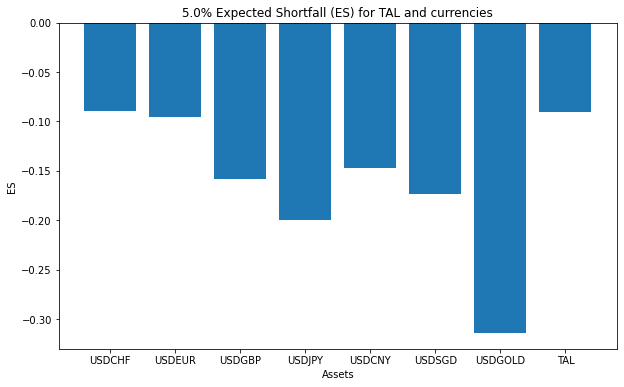 5.0% Expected Shortfall (ES) for TAL and currencies
0.00
−0.05
−0.10
−0.15
−0.20
−0.25
−0.30
ES
USDCHF USDEUR USDGBP USDJPY USDCNY USDSGD USDGOLD TAL
Assets